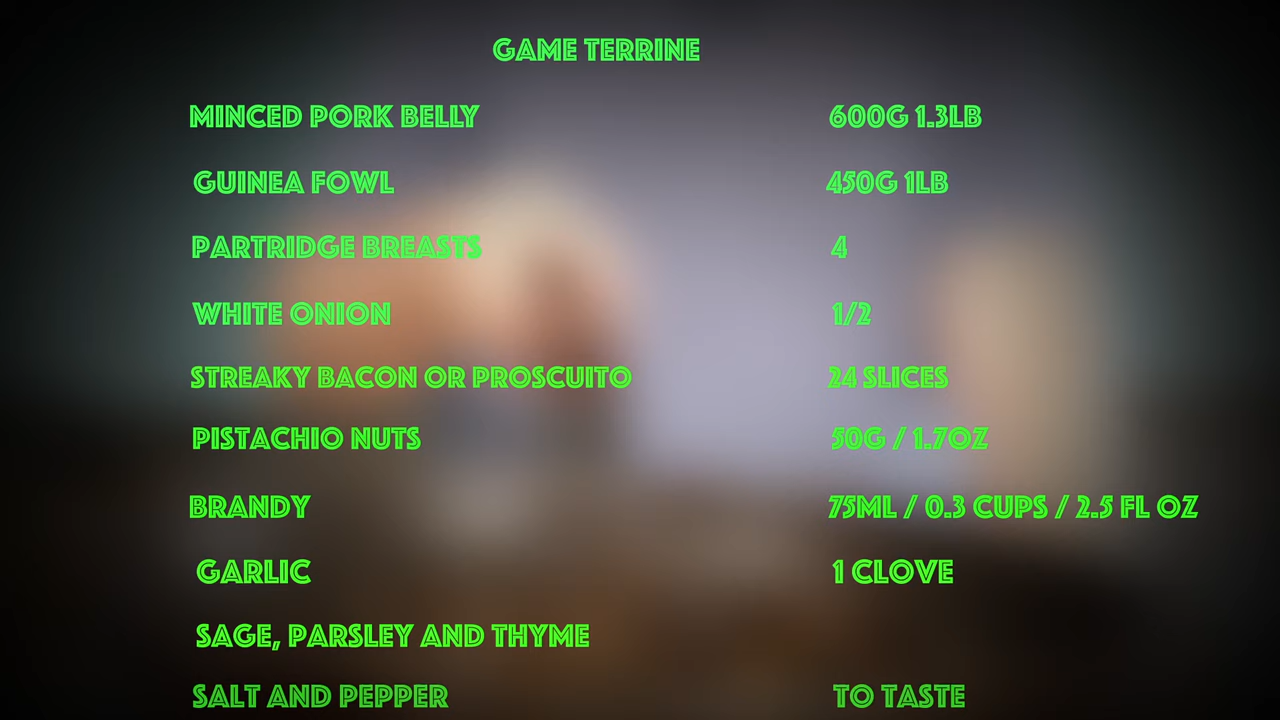 GAME TERRINE
MINCED PORK BELLY 600G 1.3LB
GUINEA FOWL 450G 1LB
PARTRIDGE BREASTS 4
WHITE ONION 1/2
STREAKY BACON OR PROSCUITO 24 SLICES
PISTACHIO NUTS 50G / 1.7OZ
BRANDY 75ML / 0.3 CUPS / 2.5 FL OZ
GARLIC 1 CLOVE
SAGE, PARSLEY AND THYME
SALT AND PEPPER TO TASTE